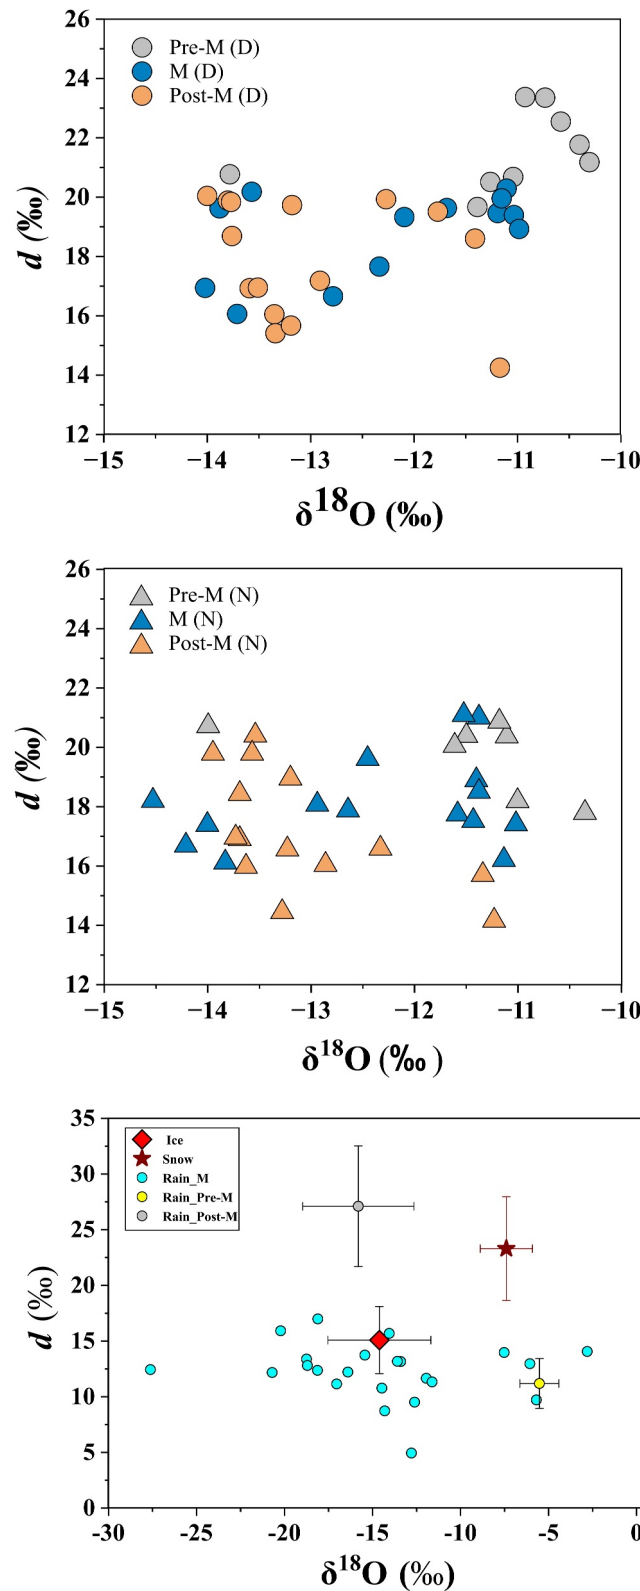 26
Pre-M (D)
24
M (D)
Post-M (D)
22
20
d (‰)
18
16
14
12
−15 −14 −13 −12 −11 −10
δ¹⁸O (‰)
26
Pre-M (N)
24
M (N)
Post-M (N)
22
20
d (‰)
18
16
14
12
−15 −14 −13 −12 −11 −10
δ¹⁸O (‰ )
35
Ice
Snow
30
Rain_M
Rain_Pre-M
Rain_Post-M
25
20
d (‰)
15
10
5
0
-30 -25 -20 -15 -10 -5 0
δ¹⁸O (‰)